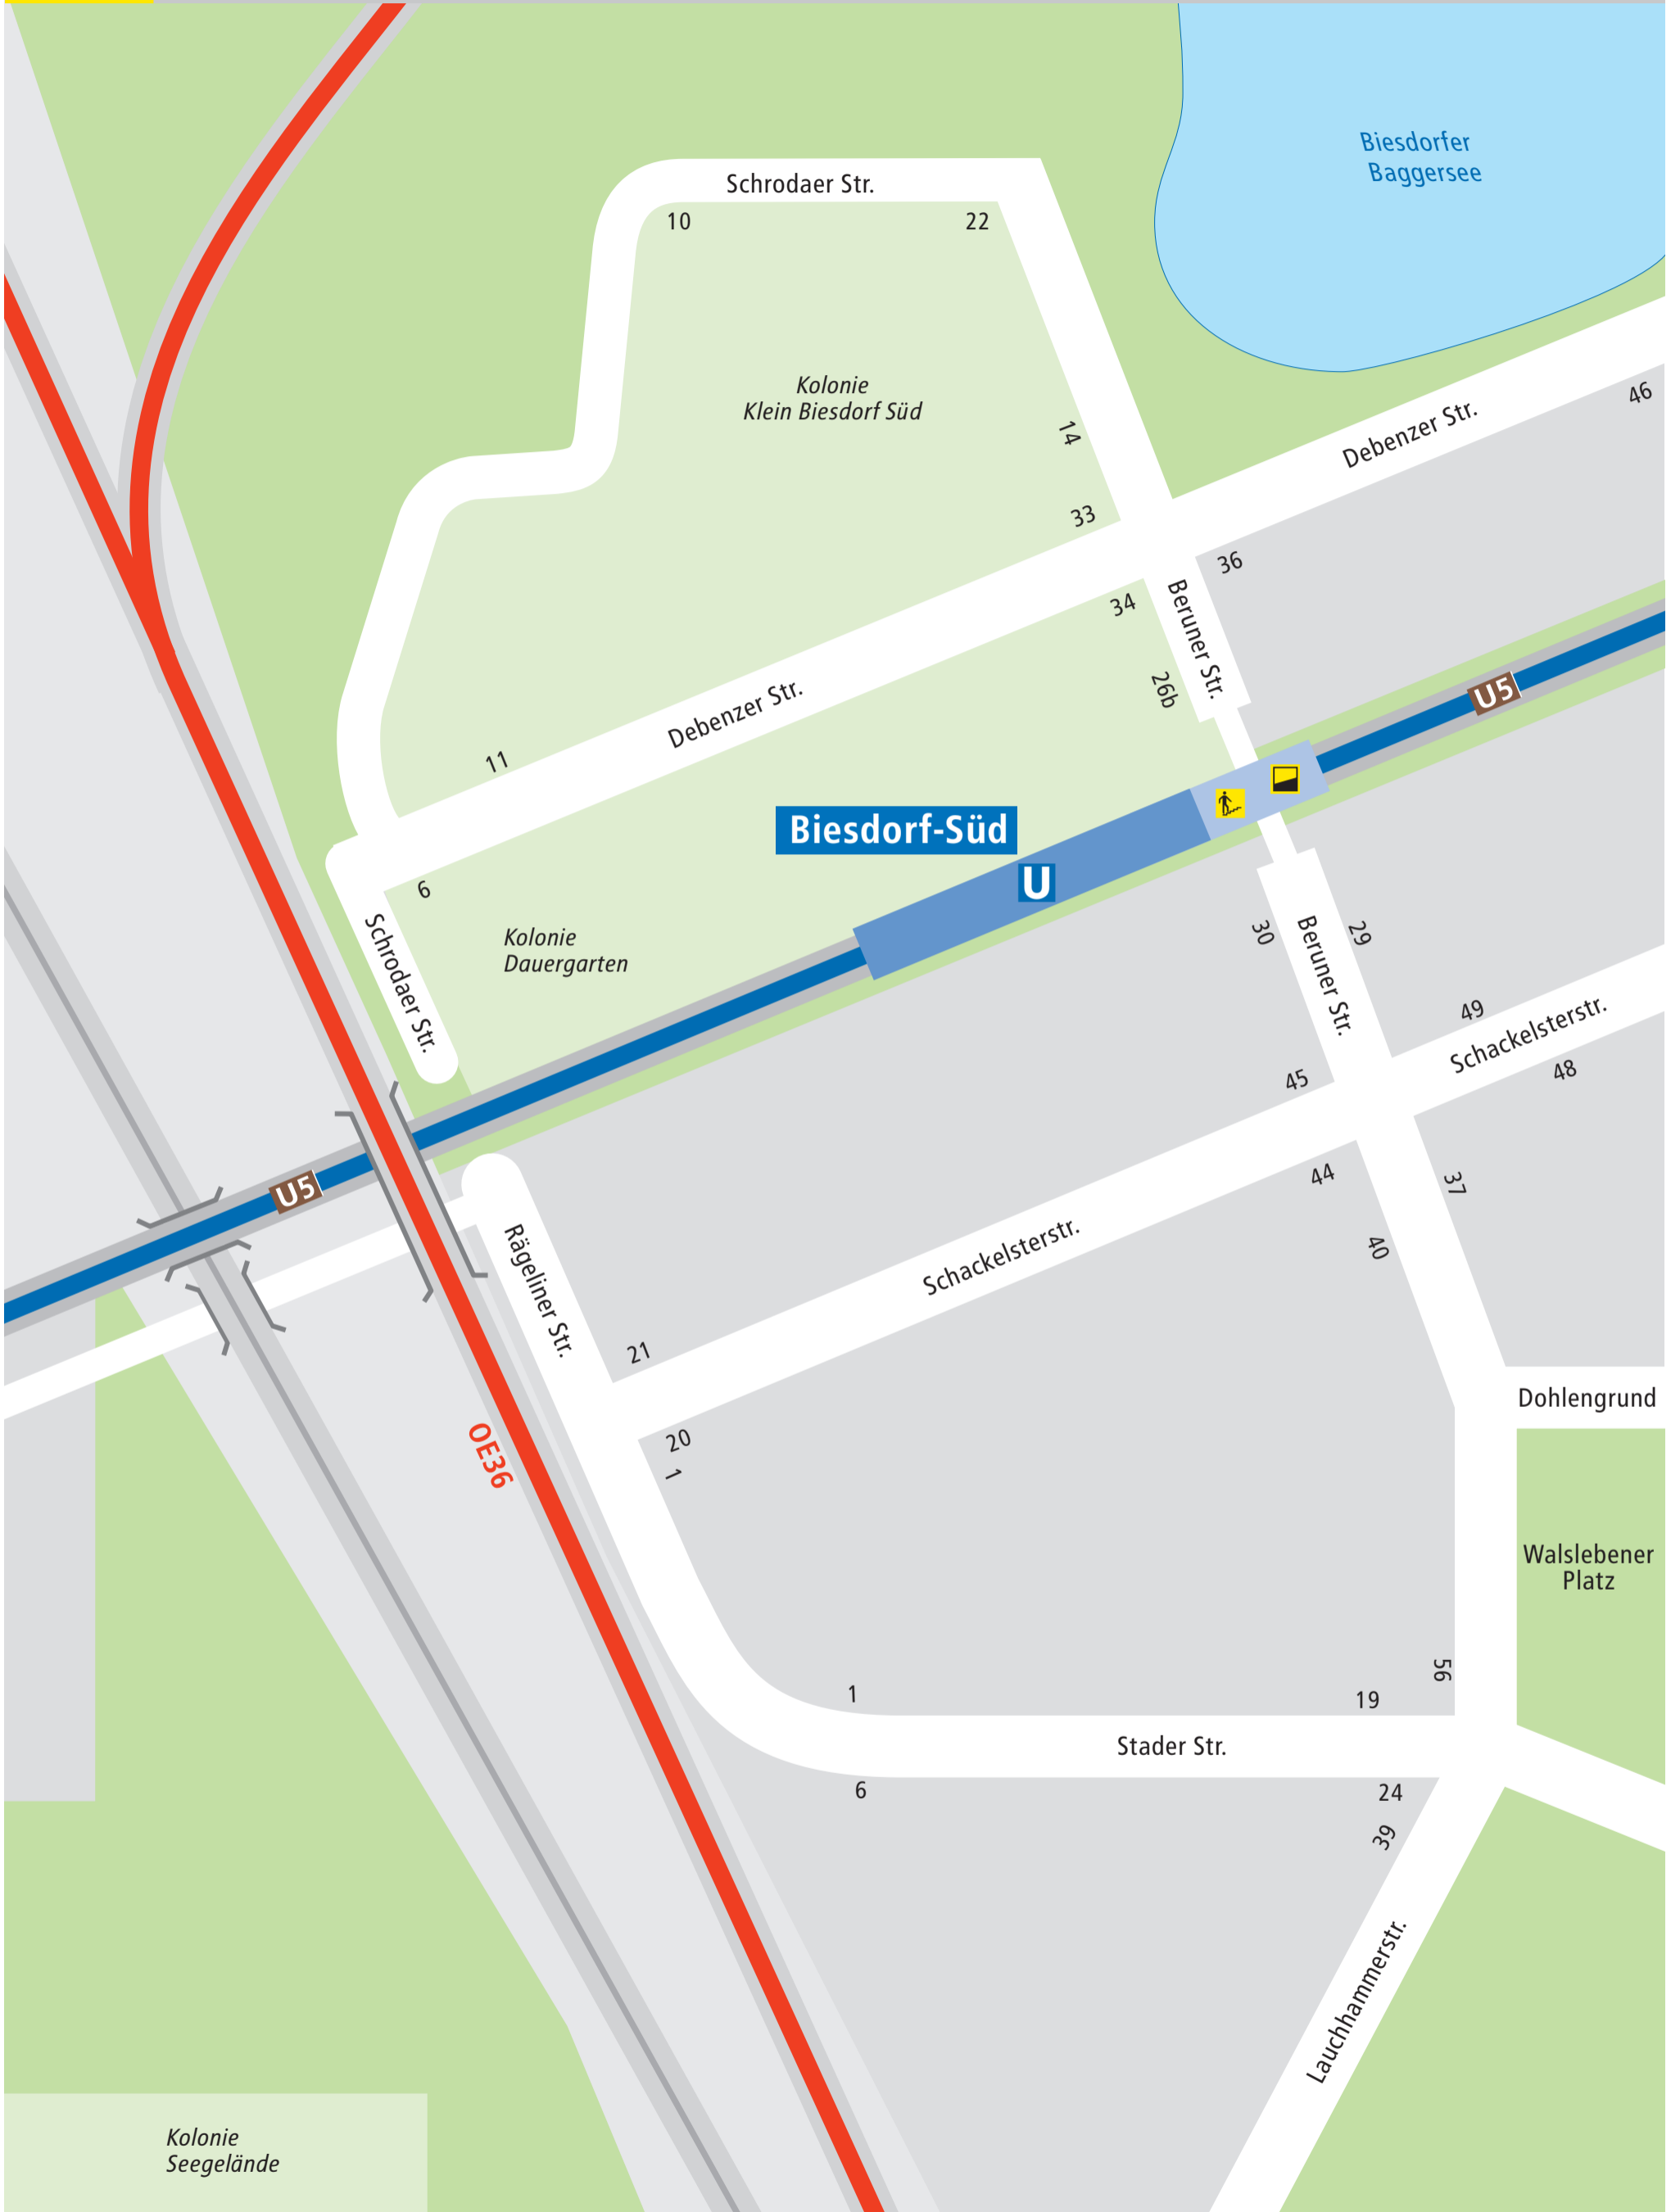 Biesdorfer
Baggersee
Schrodaer Str.
10
22
Kolonie
Klein Biesdorf Süd
14
46
Debenzer Str.
33
36
34
Beruner Str.
26b
U5
Debenzer Str.
11
Biesdorf-Süd
U
6
Schrodaer Str.
Kolonie
Dauergarten
30
Beruner Str.
29
49
Schackelsterstr.
48
45
44
37
U5
Rägeliner Str.
Schackelsterstr.
40
21
20
1
Dohlengrund
OE36
Walslebener
Platz
56
1
19
Stader Str.
6
24
39
Lauchhammerstr.
Kolonie
Seegelände